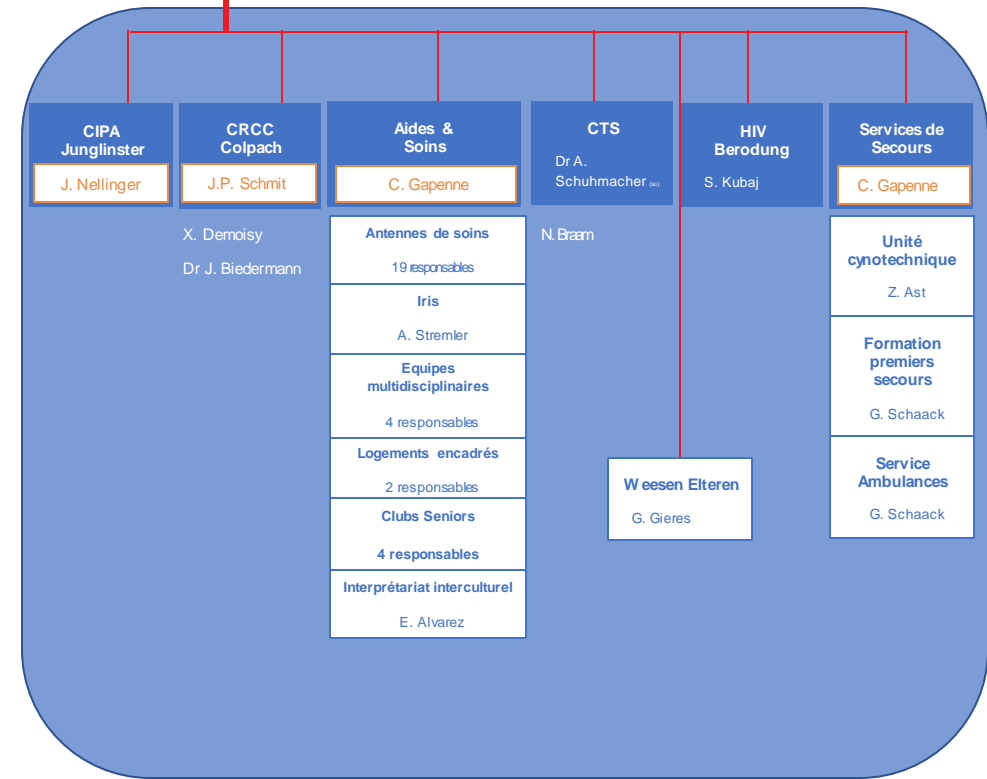 CIPA
Junglinster
J. Nellinger
CRCC
Colpach
J.P. Schmit
X. Demoisy
Dr J. Biedermann
Aides &
Soins
C. Gapenne
Antennes de soins
19 responsables
Iris
A. Stremler
Equipes
multidisciplinaires
4 responsables
Logements encadrés
2 responsables
Clubs Seniors
4 responsables
Interprétariat interculturel
E. Alvarez
CTS
Dr A.
Schuhmacher
N. Braam
Weesen Elteren
G. Gieres
HIV
Berodung
S. Kubaj
Services de
Secours
C. Gapenne
Unité
cynotechnique
Z. Ast
Formation
premiers
secours
G. Schaack
Service
Ambulances
G. Schaack